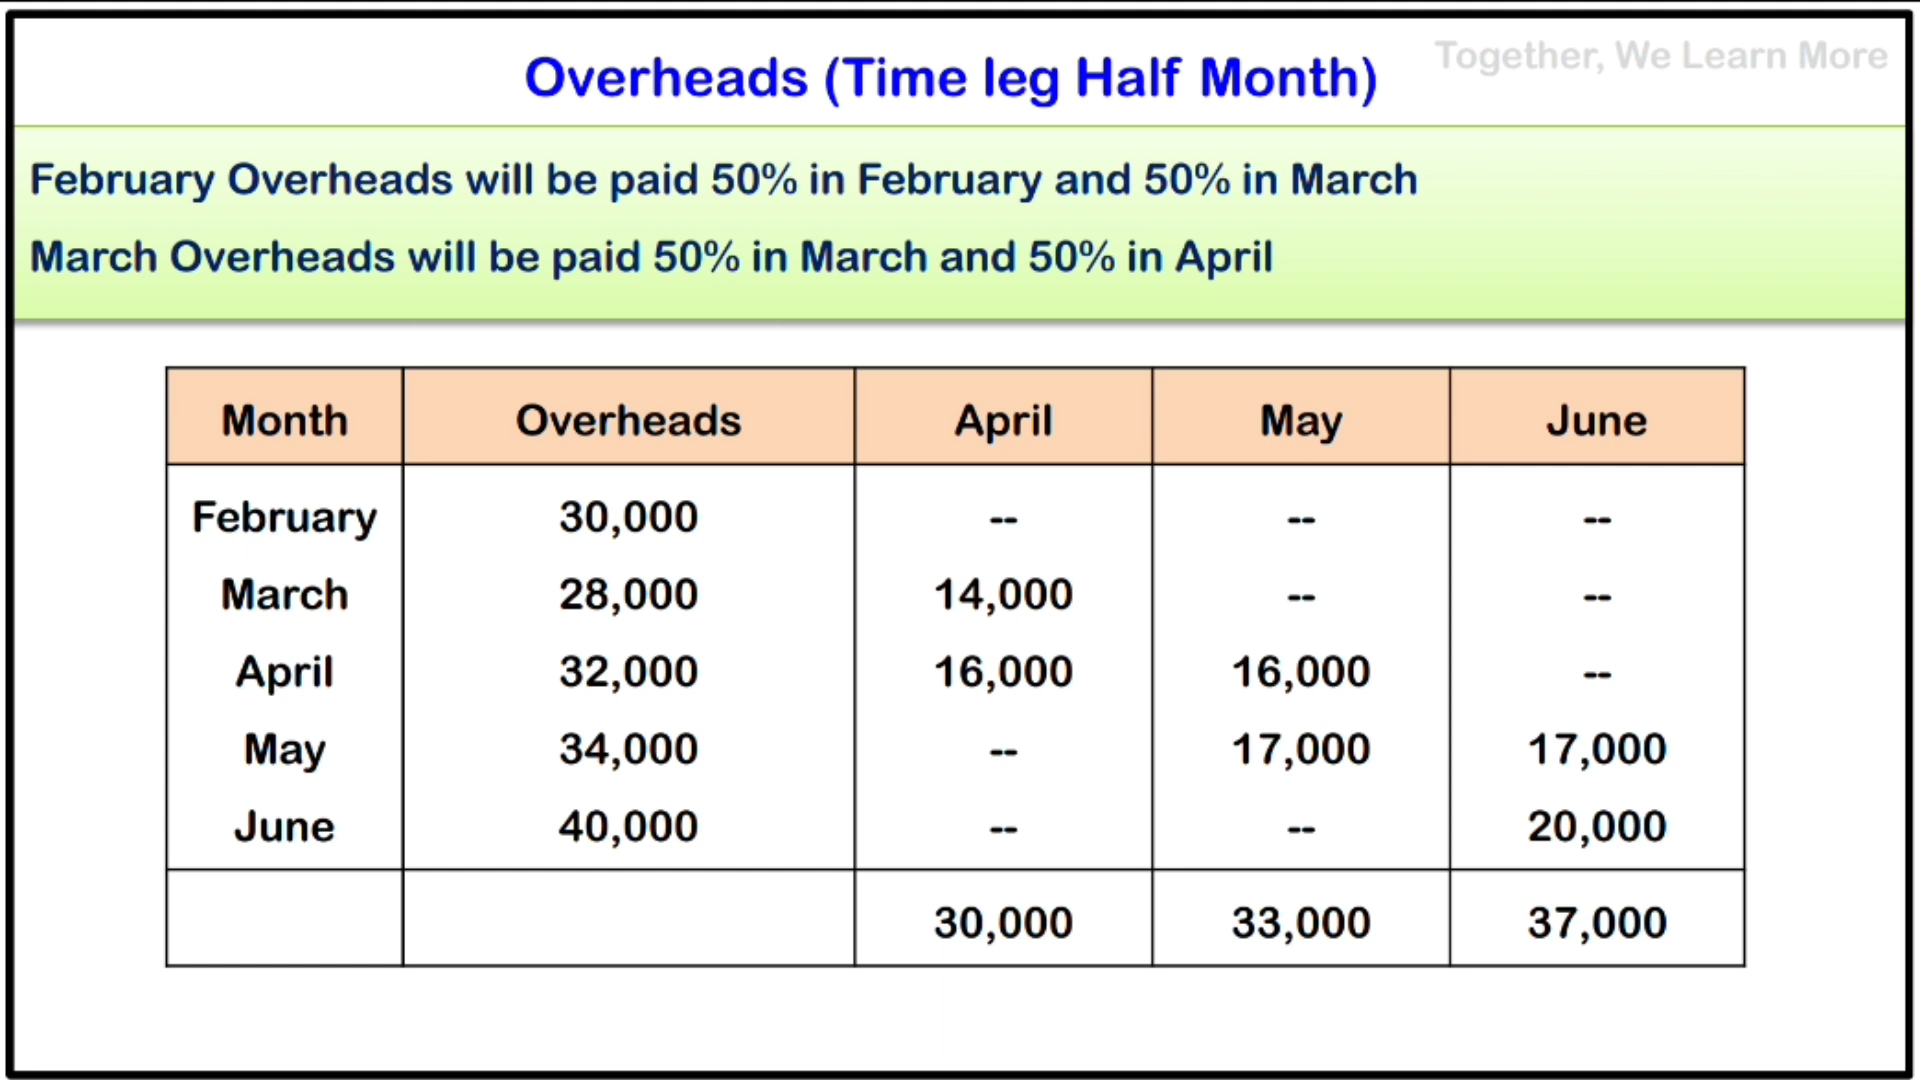 Together, We Learn More
Overheads (Time leg Half Month)
February Overheads will be paid 50% in February and 50% in March
March Overheads will be paid 50% in March and 50% in April
Month Overheads April May June
February 30,000 -- -- --
March 28,000 14,000 -- --
April 32,000 16,000 16,000 --
May 34,000 -- 17,000 17,000
June 40,000 -- -- 20,000
30,000 33,000 37,000